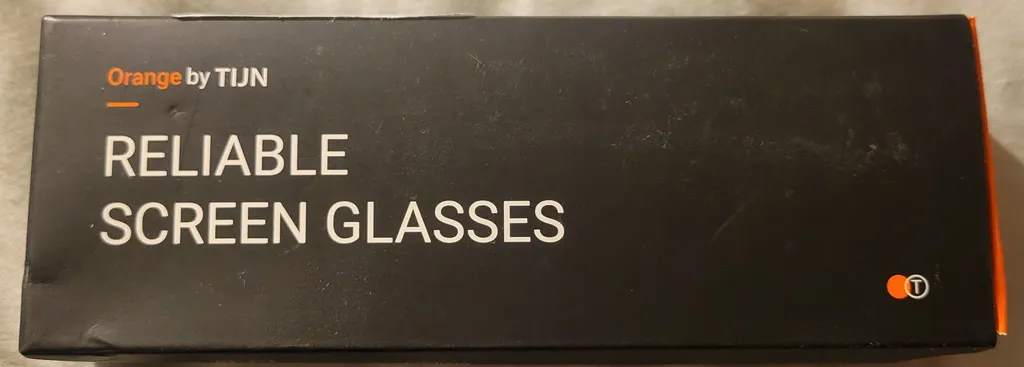 Orange by TIJN
RELIABLE
SCREEN GLASSES
T